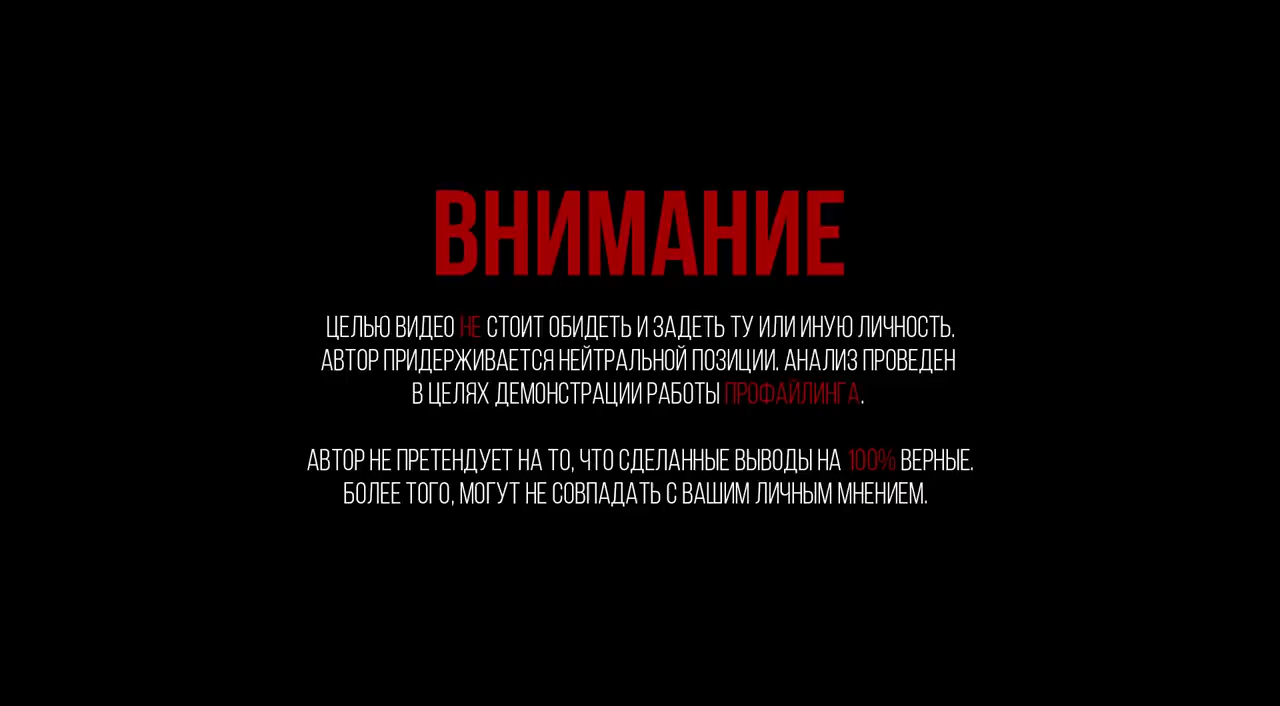 ВНИМАНИЕ
ЦЕЛЬЮ ВИДЕО НЕ СТОИТ ОБИДЕТЬ И ЗАДЕТЬ ТУ ИЛИ ИНУЮ ЛИЧНОСТЬ.
АВТОР ПРИДЕРЖИВАЕТСЯ НЕЙТРАЛЬНОЙ ПОЗИЦИИ. АНАЛИЗ ПРОВЕДЕН
В ЦЕЛЯХ ДЕМОНСТРАЦИИ РАБОТЫ ПРОФАЙЛИНГА.
АВТОР НЕ ПРЕТЕНДУЕТ НА ТО, ЧТО СДЕЛАННЫЕ ВЫВОДЫ НА 100% ВЕРНЫЕ.
БОЛЕЕ ТОГО, МОГУТ НЕ СОВПАДАТЬ С ВАШИМ ЛИЧНЫМ МНЕНИЕМ.